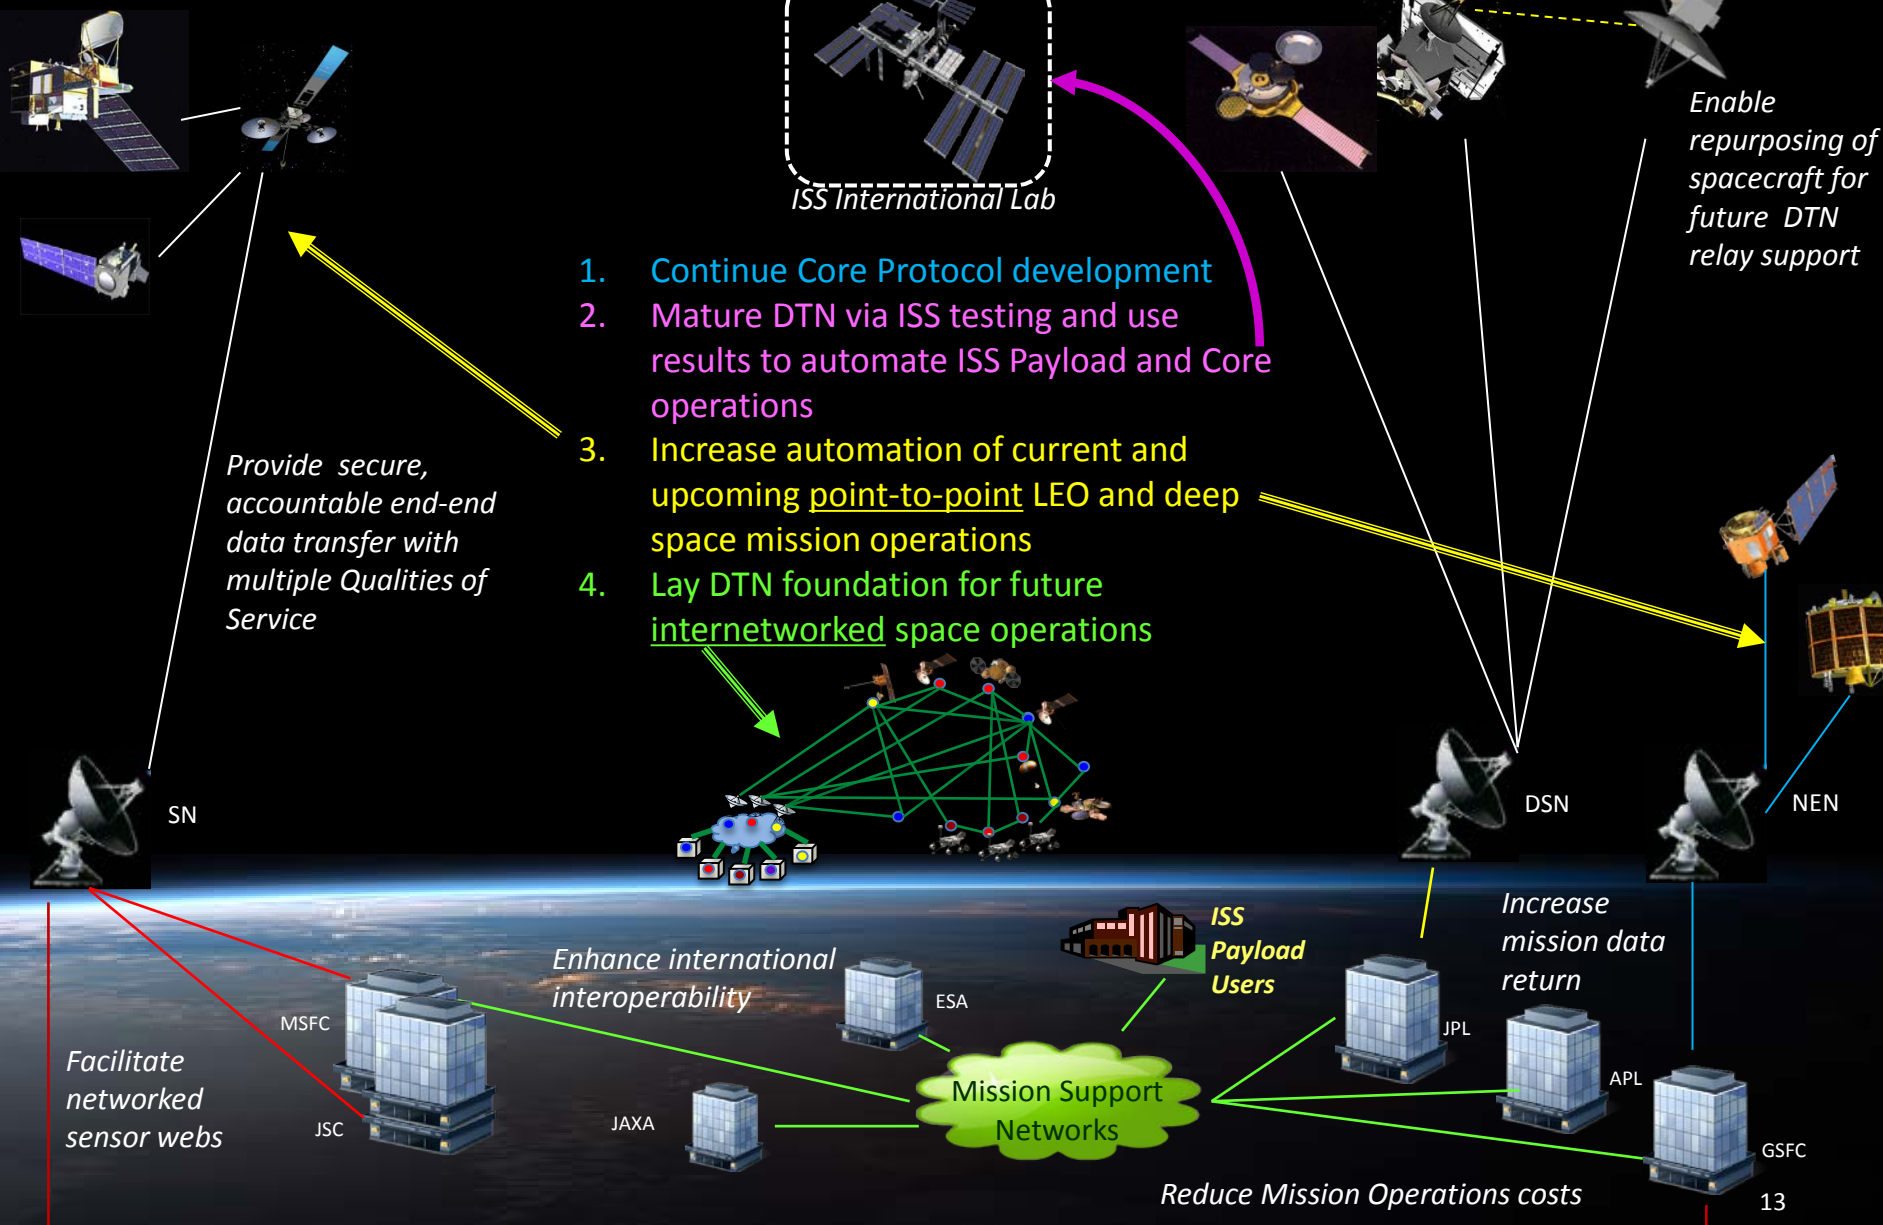 ISS International Lab
Enable
repurposing of
spacecraft for
future DTN
relay support
1. Continue Core Protocol development
2. Mature DTN via ISS testing and use
results to automate ISS Payload and Core
operations
3. Increase automation of current and
upcoming point-to-point LEO and deep
space mission operations
4. Lay DTN foundation for future
internetworked space operations
Provide secure,
accountable end-end
data transfer with
multiple Qualities of
Service
SN
DSN
NEN
ISS
Payload
Users
Increase
mission data
return
Enhance international
interoperability
ESA
MSFC
JPL
Facilitate
networked
sensor webs
JSC
JAXA
Mission Support
Networks
APL
GSFC
Reduce Mission Operations costs
13